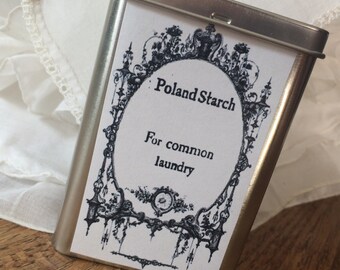 Poland Starch
For common
laundry